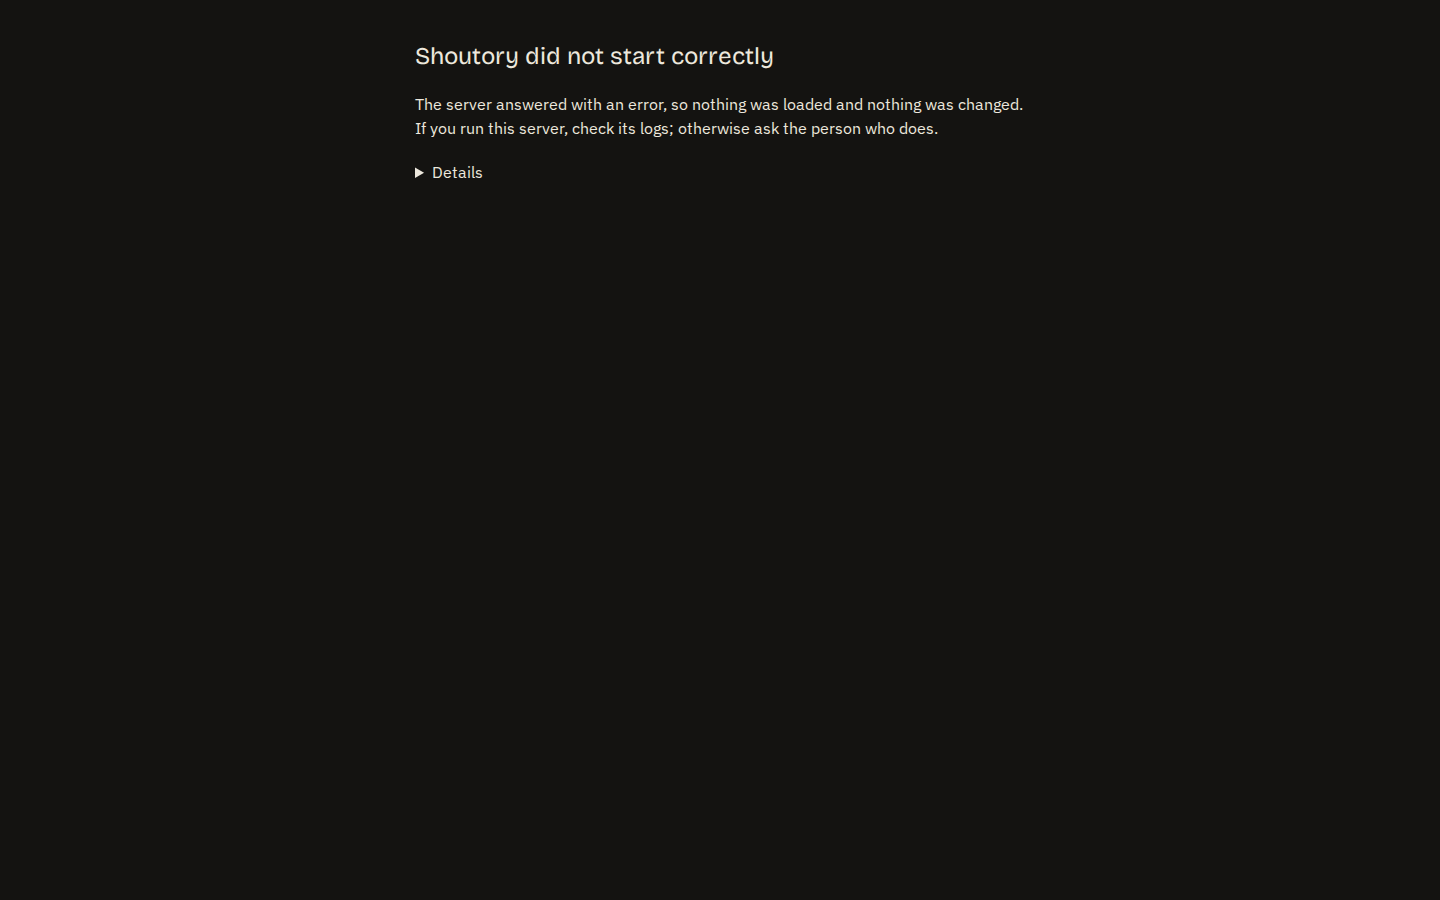 Shoutory did not start correctly
The server answered with an error, so nothing was loaded and nothing was changed.
If you run this server, check its logs; otherwise ask the person who does.
Details